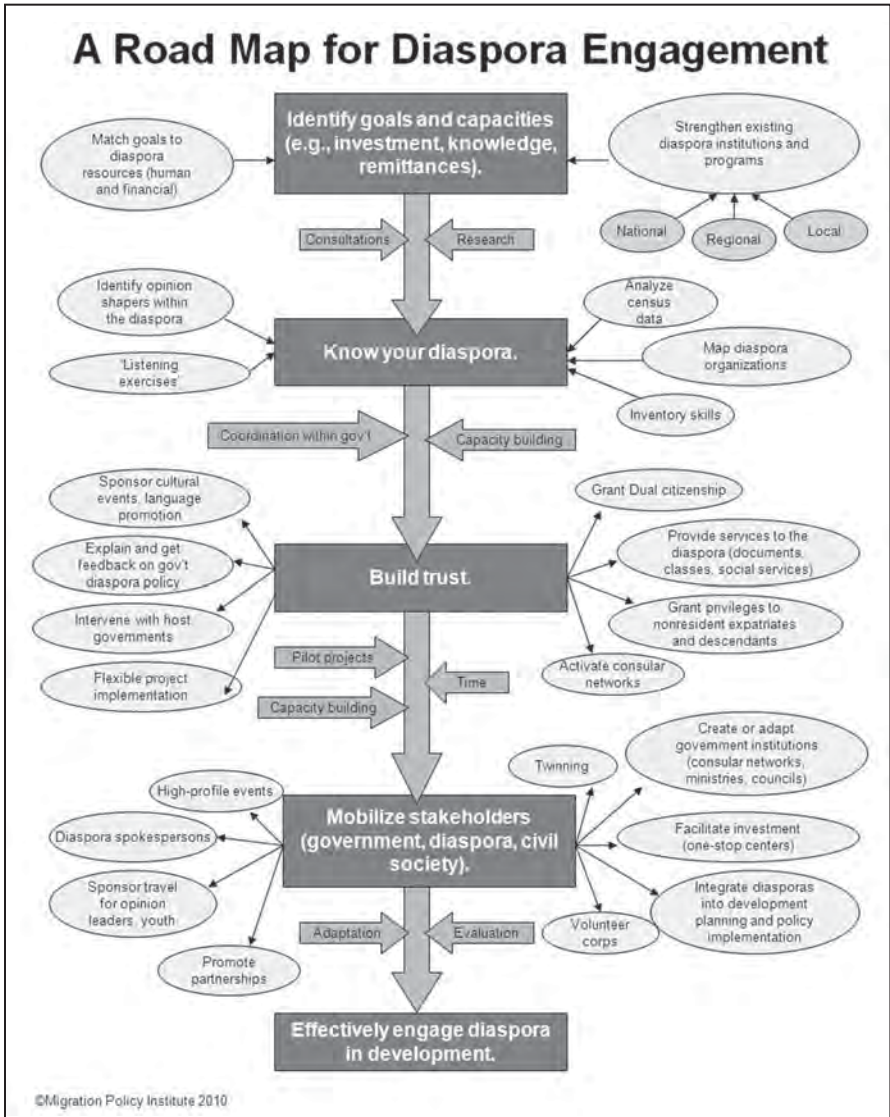 A Road Map for Diaspora Engagement
Identify goals and capacities
(e.g., investment, knowledge,
remittances).
Match goals to
diaspora
resources (human
and financial)
Strengthen existing
diaspora institutions and
programs
National
Regional
Local
Consultations
Research
Identify opinion
shapers within
the diaspora
'Listening
exercises'
Know your diaspora.
Analyze
census
data
Map diaspora
organizations
Inventory skills
Coordination within gov't
Capacity building
Sponsor cultural
events, language
promotion
Explain and get
feedback on gov't
diaspora policy
Intervene with host
governments
Flexible project
implementation
Build trust.
Grant Dual citizenship
Provide services to the
diaspora (documents,
classes, social services)
Grant privileges to
nonresident expatriates
and descendants
Activate consular
networks
Pilot projects
Time
Capacity building
High-profile events
Diaspora spokespersons
Sponsor travel
for opinion
leaders, youth
Promote
partnerships
Mobilize stakeholders
(government, diaspora, civil
society).
Twinning
Create or adapt
government institutions
(consular networks,
ministries, councils)
Facilitate investment
(one-stop centers)
Integrate diasporas
into development
planning and policy
implementation
Volunteer
corps
Adaptation
Evaluation
Effectively engage diaspora
in development.
©Migration Policy Institute 2010